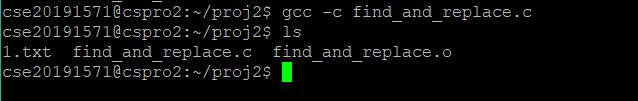 cse20191571@cspro2:~/proj2$ gcc -c find_and_replace.c
cse20191571@cspro2:~/proj2$ ls
1.txt  find_and_replace.c  find_and_replace.o
cse20191571@cspro2:~/proj2$